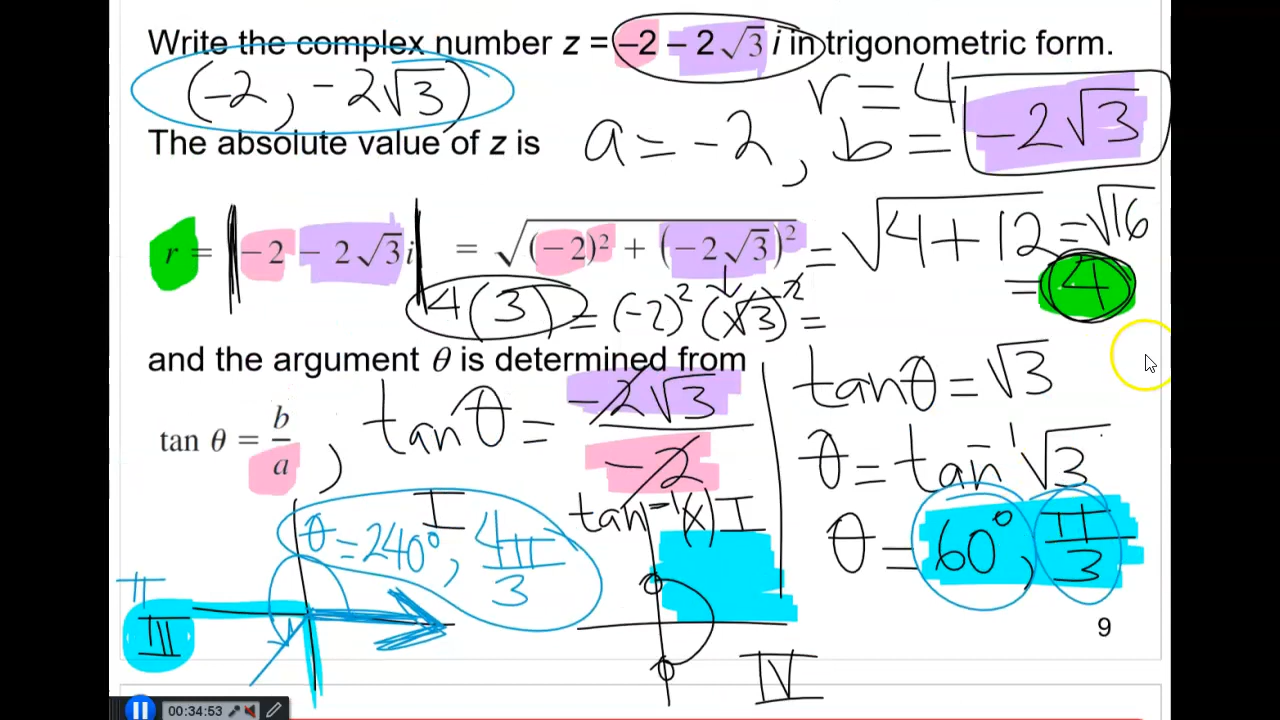 Write the complex number z = −2 − 2√3 i in trigonometric form.
(-2, -2√3)
r = 4
The absolute value of z is
a = -2, b = -2√3
r = |−2 − 2√3i| = √(−2)² + (−2√3)² = √4+12 = √16
= 4
4(3) = (-2)²(√3)² =
and the argument θ is determined from
tan θ = b/a , tanθ = -2√3/-2
tanθ = √3
θ = tan⁻¹√3
θ = 60°, π/3
I
θ = 240°, 4π/3
tan⁻¹(x) I
II
III
IV
9
00:34:53